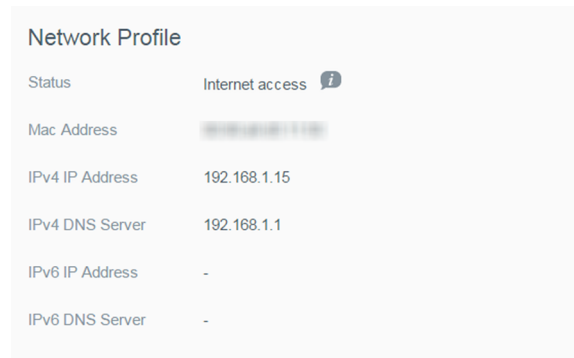 Network Profile
Status Internet access
Mac Address
IPv4 IP Address 192.168.1.15
IPv4 DNS Server 192.168.1.1
IPv6 IP Address -
IPv6 DNS Server -